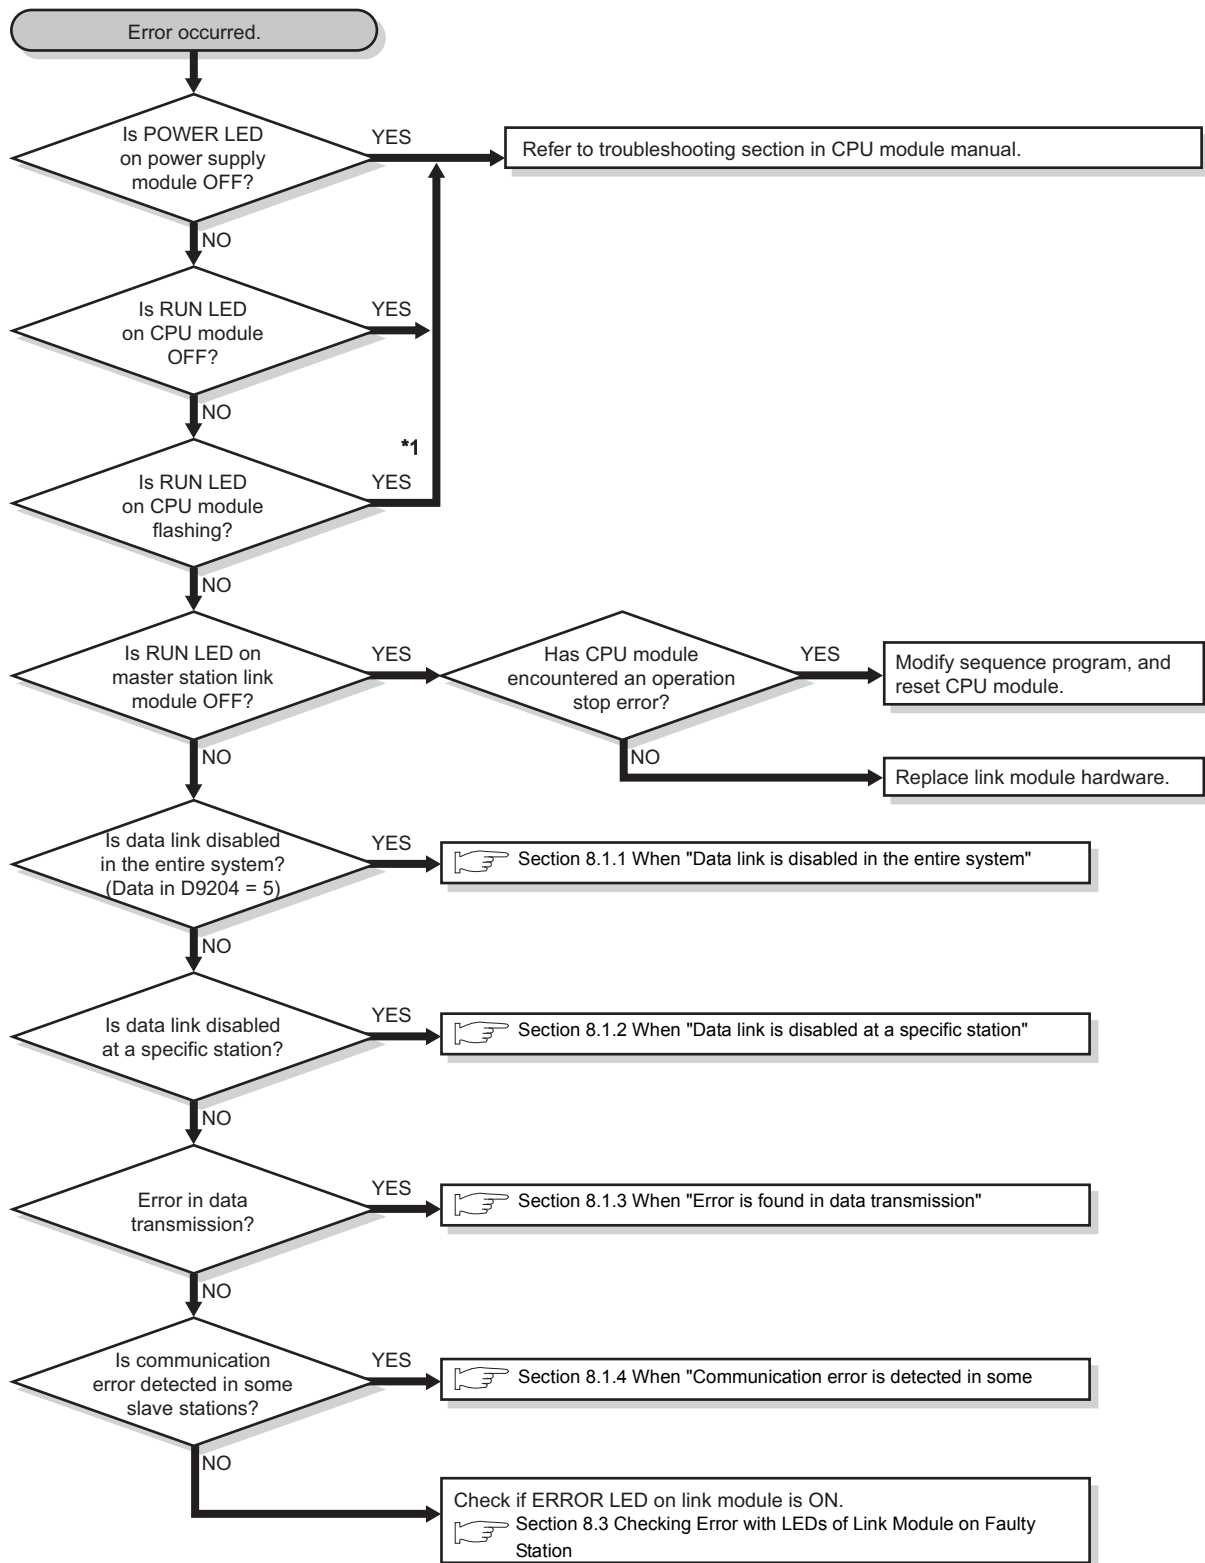 Error occurred.
Is POWER LED
on power supply
module OFF?
YES
Refer to troubleshooting section in CPU module manual.
NO
Is RUN LED
on CPU module
OFF?
YES
NO
*1
Is RUN LED
on CPU module
flashing?
YES
NO
Is RUN LED on
master station link
module OFF?
YES
Has CPU module
encountered an operation
stop error?
YES
Modify sequence program, and
reset CPU module.
NO
Replace link module hardware.
NO
Is data link disabled
in the entire system?
(Data in D9204 = 5)
YES
Section 8.1.1 When "Data link is disabled in the entire system"
NO
Is data link disabled
at a specific station?
YES
Section 8.1.2 When "Data link is disabled at a specific station"
NO
Error in data
transmission?
YES
Section 8.1.3 When "Error is found in data transmission"
NO
Is communication
error detected in some
slave stations?
YES
Section 8.1.4 When "Communication error is detected in some
NO
Check if ERROR LED on link module is ON.
Section 8.3 Checking Error with LEDs of Link Module on Faulty
Station